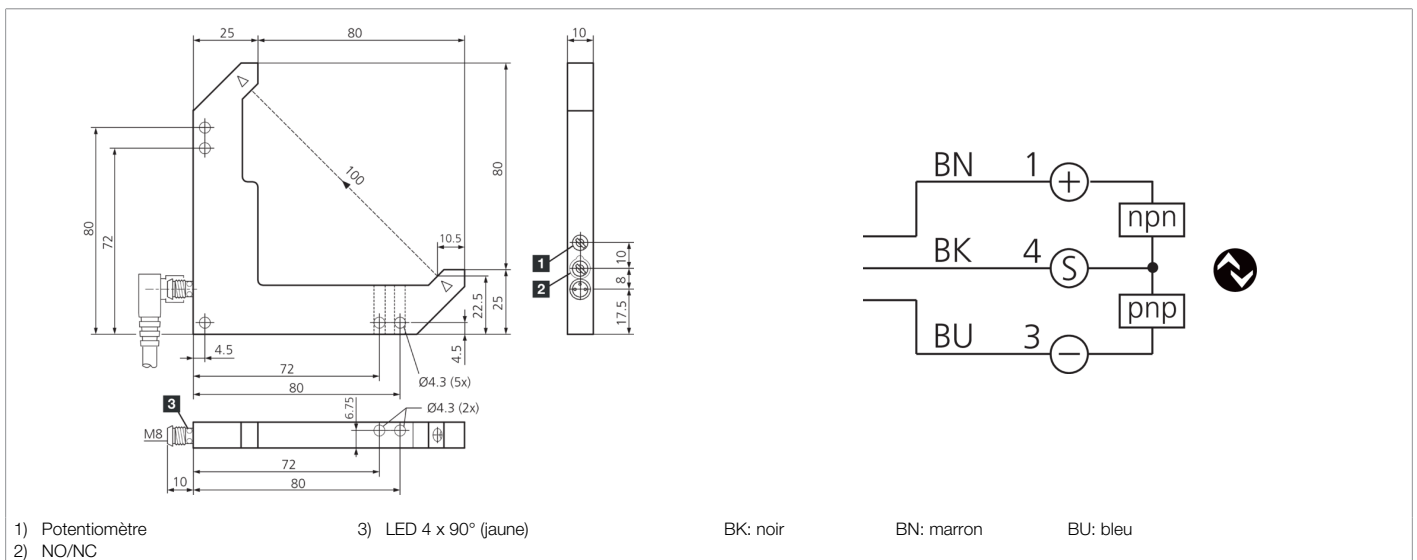 25 80 10
80
72
100
80
10.5
22.5
25
4.5
4.5
72
80
Ø4.3 (5x)
1
2
10
8
17.5
BN 1 +
npn
BK 4 S
pnp
BU 3 −
3
M8
6.75
Ø4.3 (2x)
72
10 80
1) Potentiomètre 3) LED 4 x 90° (jaune) BK: noir BN: marron BU: bleu
2) NO/NC